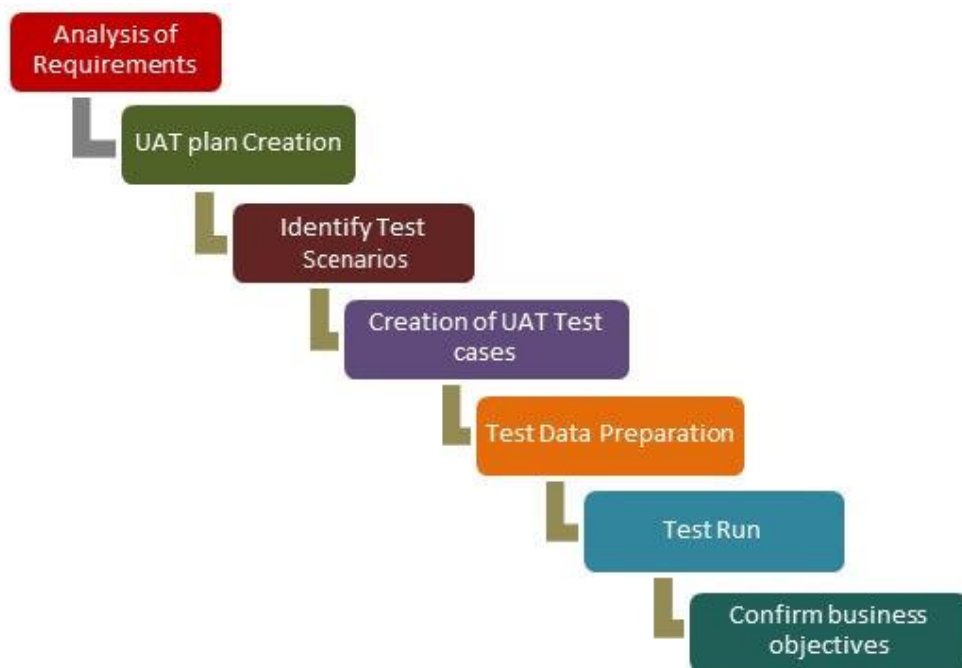 Analysis of
Requirements
UAT plan Creation
Identify Test
Scenarios
Creation of UAT Test
cases
Test Data Preparation
Test Run
Confirm business
objectives